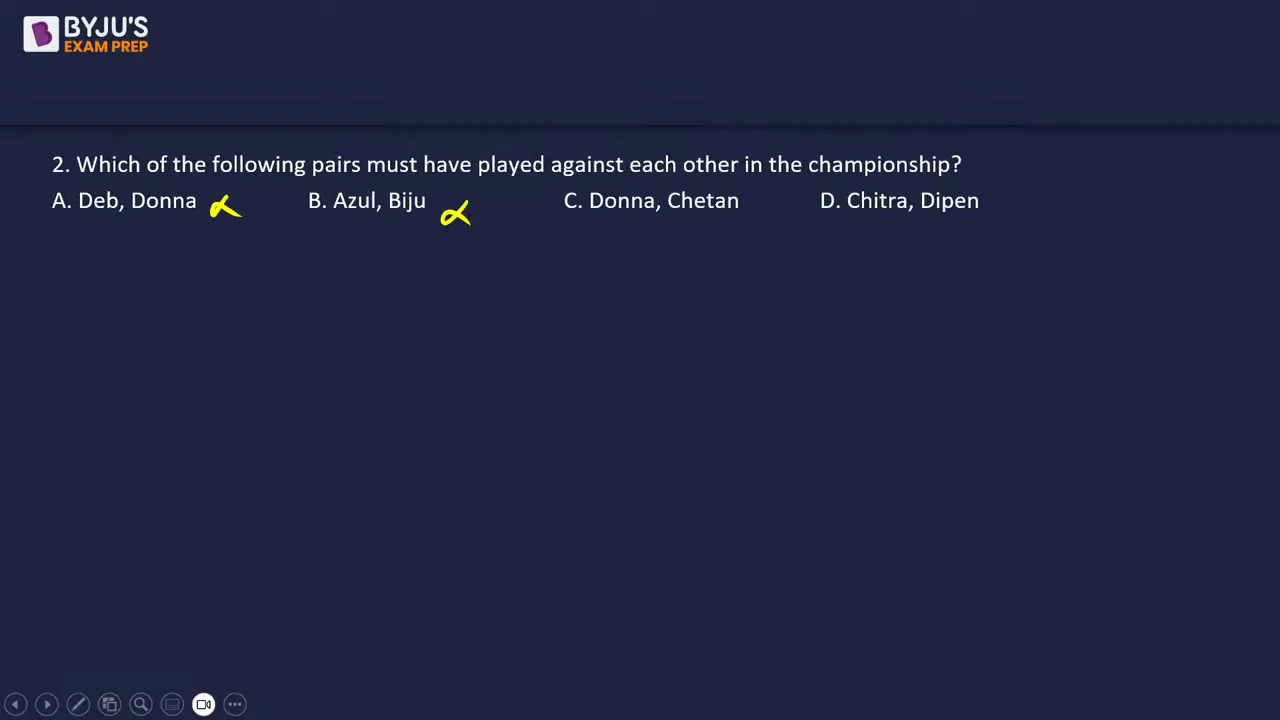 BYJU'S
EXAM PREP
2. Which of the following pairs must have played against each other in the championship?
A. Deb, Donna B. Azul, Biju C. Donna, Chetan D. Chitra, Dipen